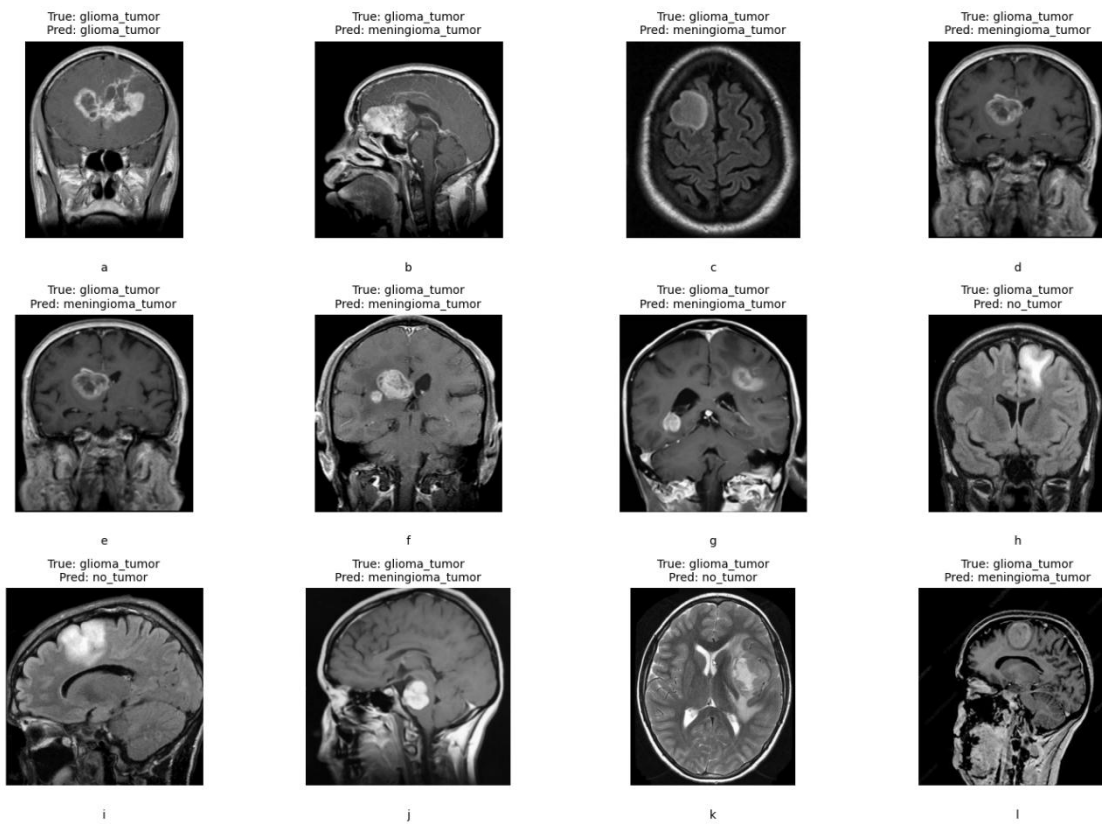 True: glioma_tumor
Pred: glioma_tumor
True: glioma_tumor
Pred: meningioma_tumor
True: glioma_tumor
Pred: meningioma_tumor
True: glioma_tumor
Pred: meningioma_tumor
a
b
c
d
True: glioma_tumor
Pred: meningioma_tumor
True: glioma_tumor
Pred: meningioma_tumor
True: glioma_tumor
Pred: meningioma_tumor
True: glioma_tumor
Pred: no_tumor
e
f
g
h
True: glioma_tumor
Pred: no_tumor
True: glioma_tumor
Pred: meningioma_tumor
True: glioma_tumor
Pred: no_tumor
True: glioma_tumor
Pred: meningioma_tumor
i
j
k
l